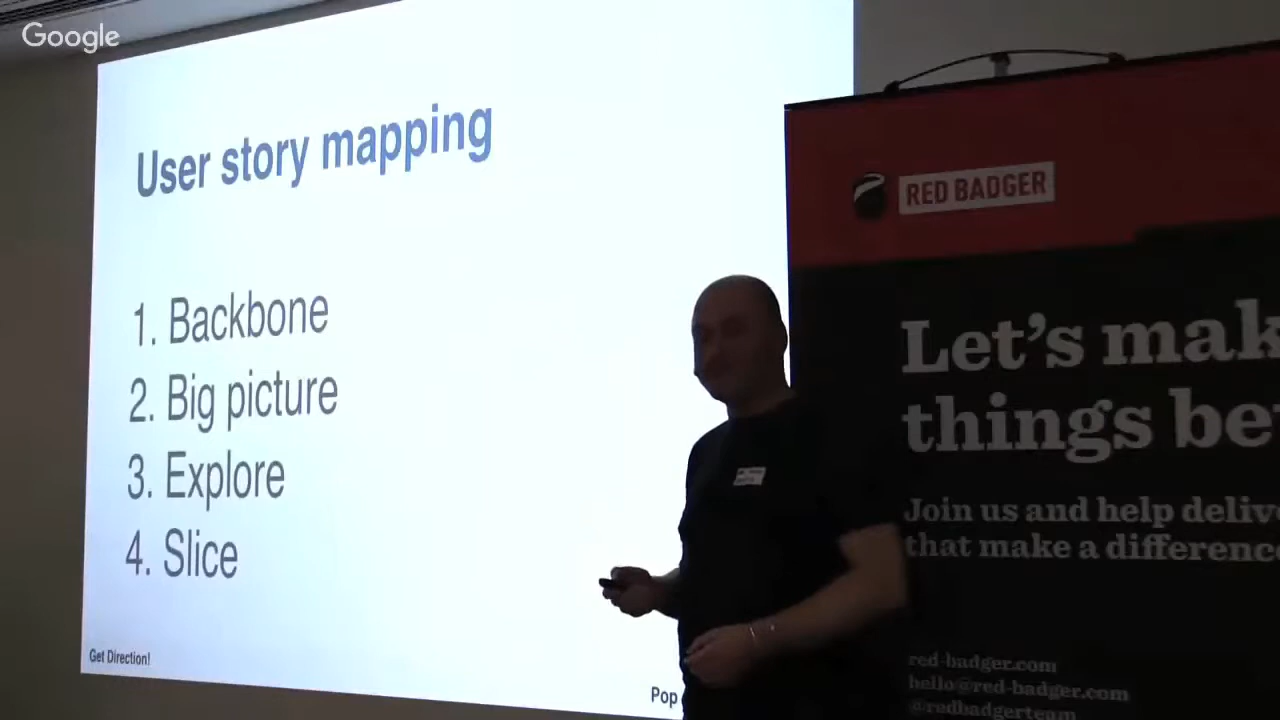 Google
User story mapping
1. Backbone
2. Big picture
3. Explore
4. Slice
Get Direction!
Pop
RED BADGER
Let's mak
things be
Join us and help deliv
that make a difference
red-badger.com
hello@red-badger.com
@redbadgerteam